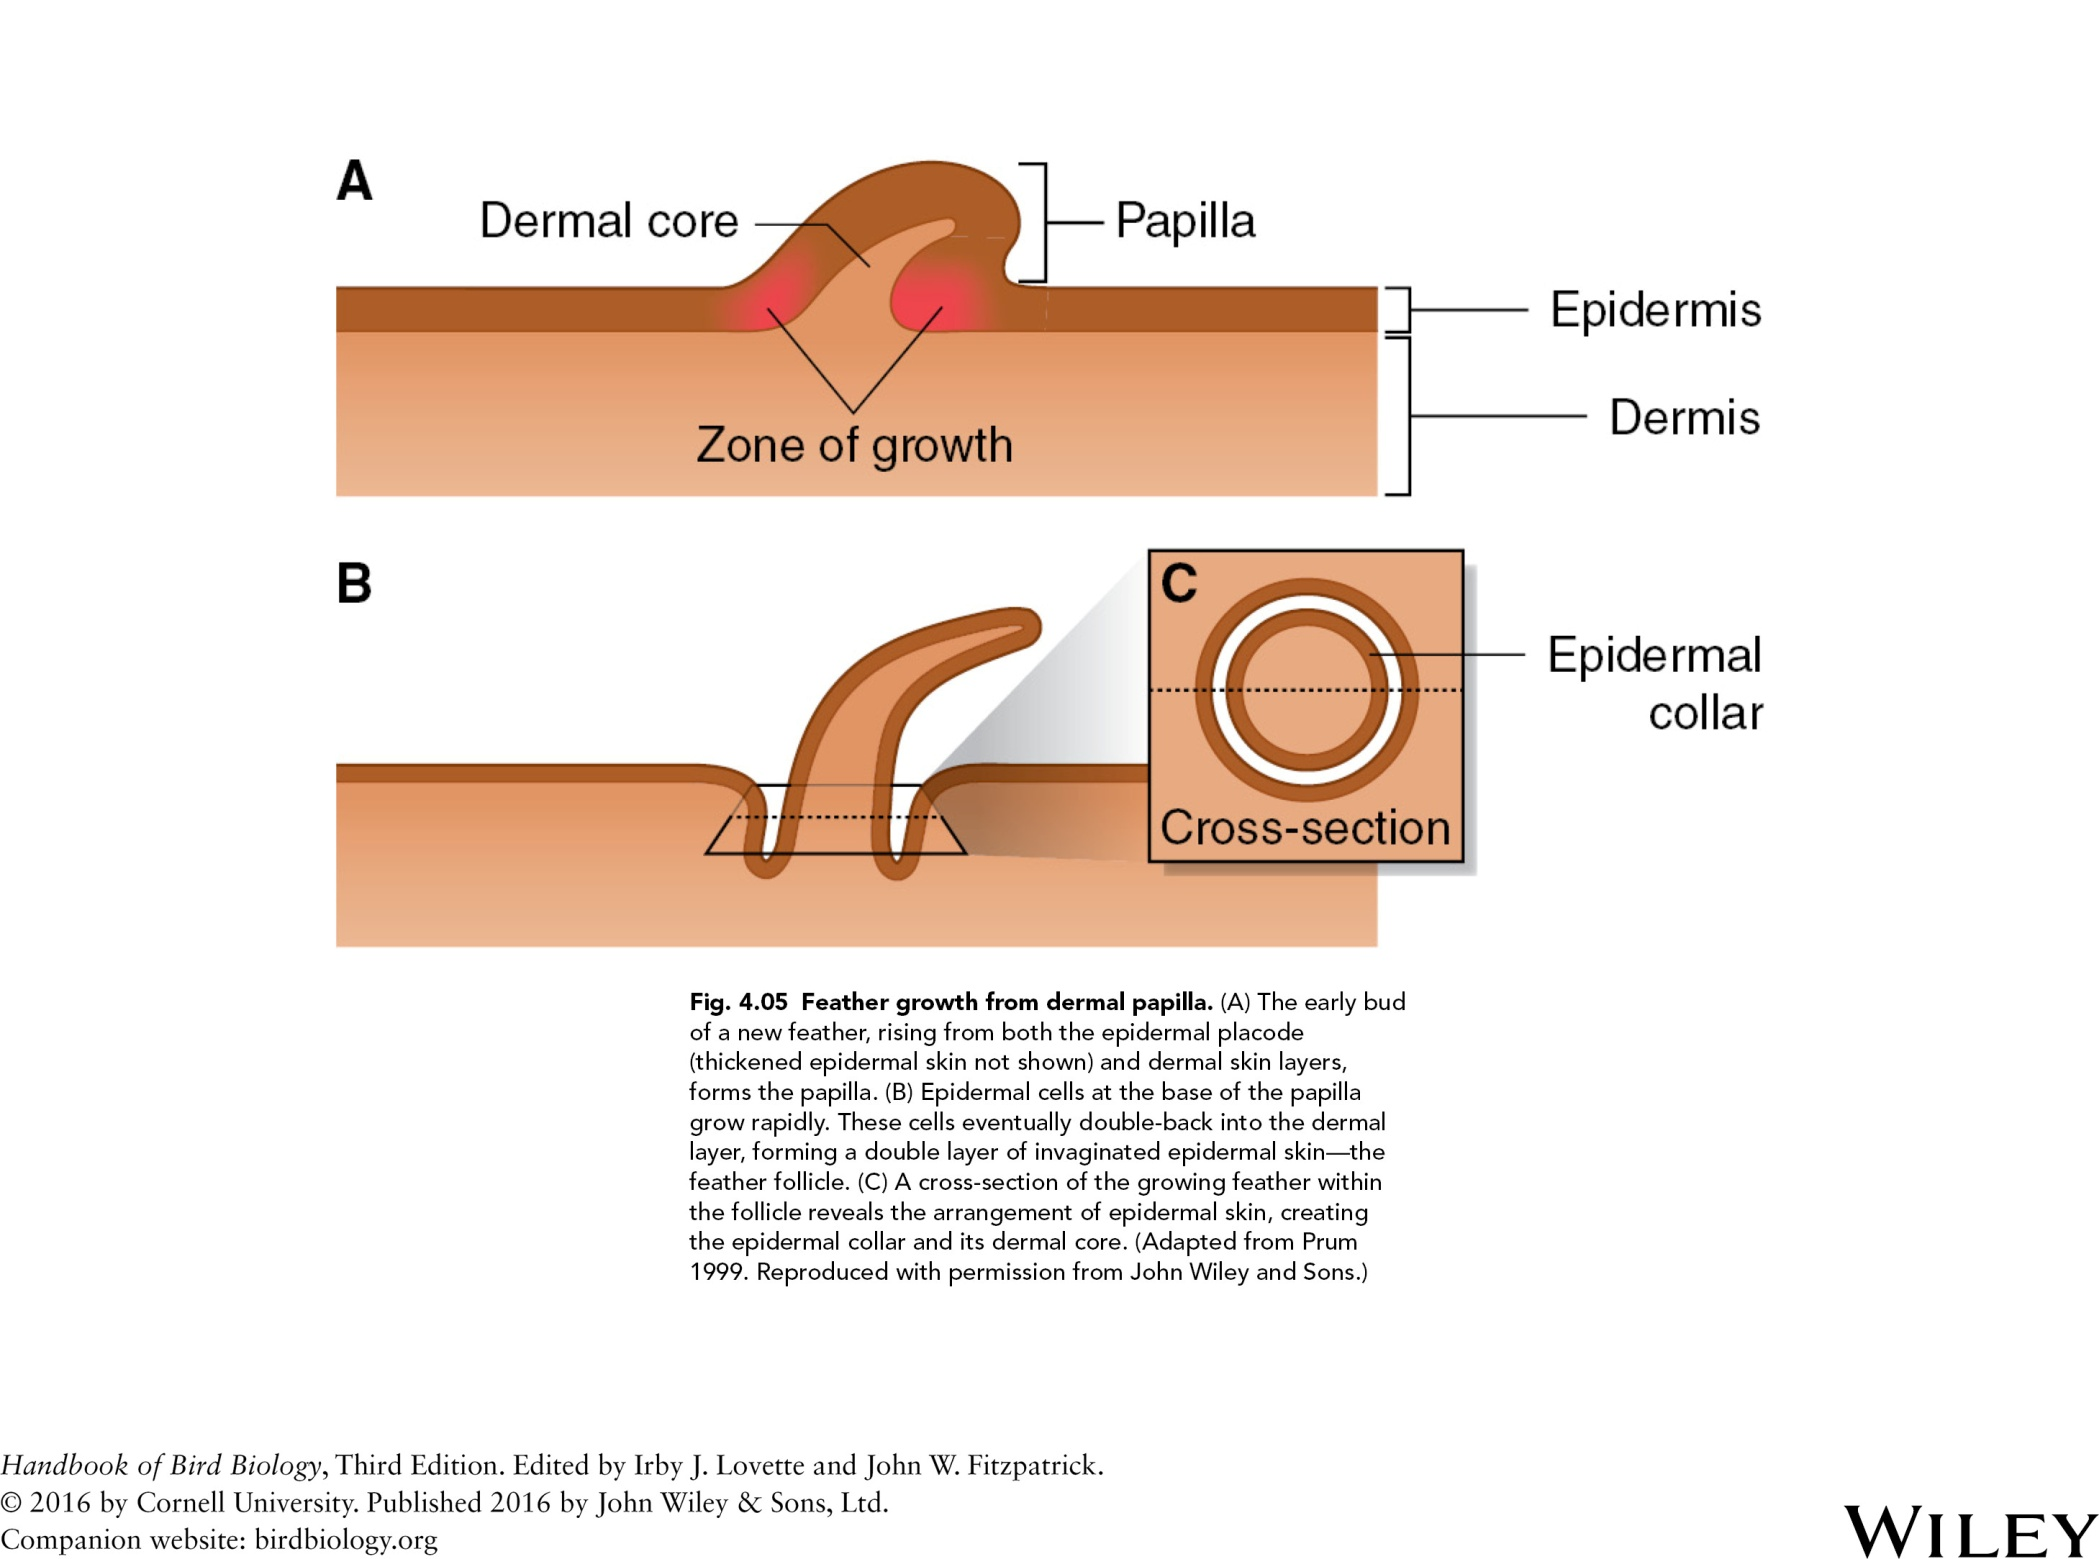 A
Dermal core
Papilla
Epidermis
Dermis
Zone of growth
B
C
Epidermal
collar
Cross-section
Fig. 4.05 Feather growth from dermal papilla. (A) The early bud
of a new feather, rising from both the epidermal placode
(thickened epidermal skin not shown) and dermal skin layers,
forms the papilla. (B) Epidermal cells at the base of the papilla
grow rapidly. These cells eventually double-back into the dermal
layer, forming a double layer of invaginated epidermal skin—the
feather follicle. (C) A cross-section of the growing feather within
the follicle reveals the arrangement of epidermal skin, creating
the epidermal collar and its dermal core. (Adapted from Prum
1999. Reproduced with permission from John Wiley and Sons.)
Handbook of Bird Biology, Third Edition. Edited by Irby J. Lovette and John W. Fitzpatrick.
© 2016 by Cornell University. Published 2016 by John Wiley & Sons, Ltd.
Companion website: birdbiology.org
WILEY